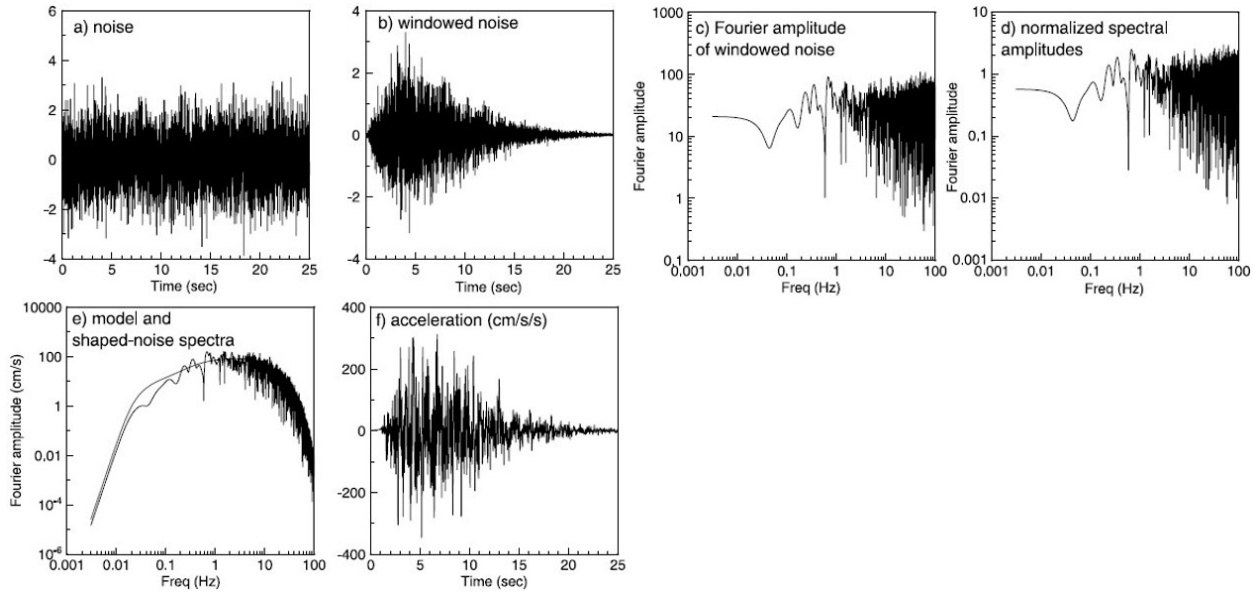 a) noise
6
4
2
0
-2
-4
0 5 10 15 20 25
Time (sec)
b) windowed noise
4
2
0
-2
-4
0 5 10 15 20 25
Time (sec)
c) Fourier amplitude
of windowed noise
Fourier amplitude
1000
100
10
1
0.1
0.001 0.01 0.1 1 10 100
Freq (Hz)
d) normalized spectral
amplitudes
Fourier amplitude
10
1
0.1
0.01
0.001 0.01 0.1 1 10 100
Freq (Hz)
e) model and
shaped-noise spectra
Fourier amplitude (cm/s)
10000
100
1
0.01
10-4
10-6
0.001 0.01 0.1 1 10 100
Freq (Hz)
f) acceleration (cm/s/s)
400
200
0
-200
-400
0 5 10 15 20 25
Time (sec)